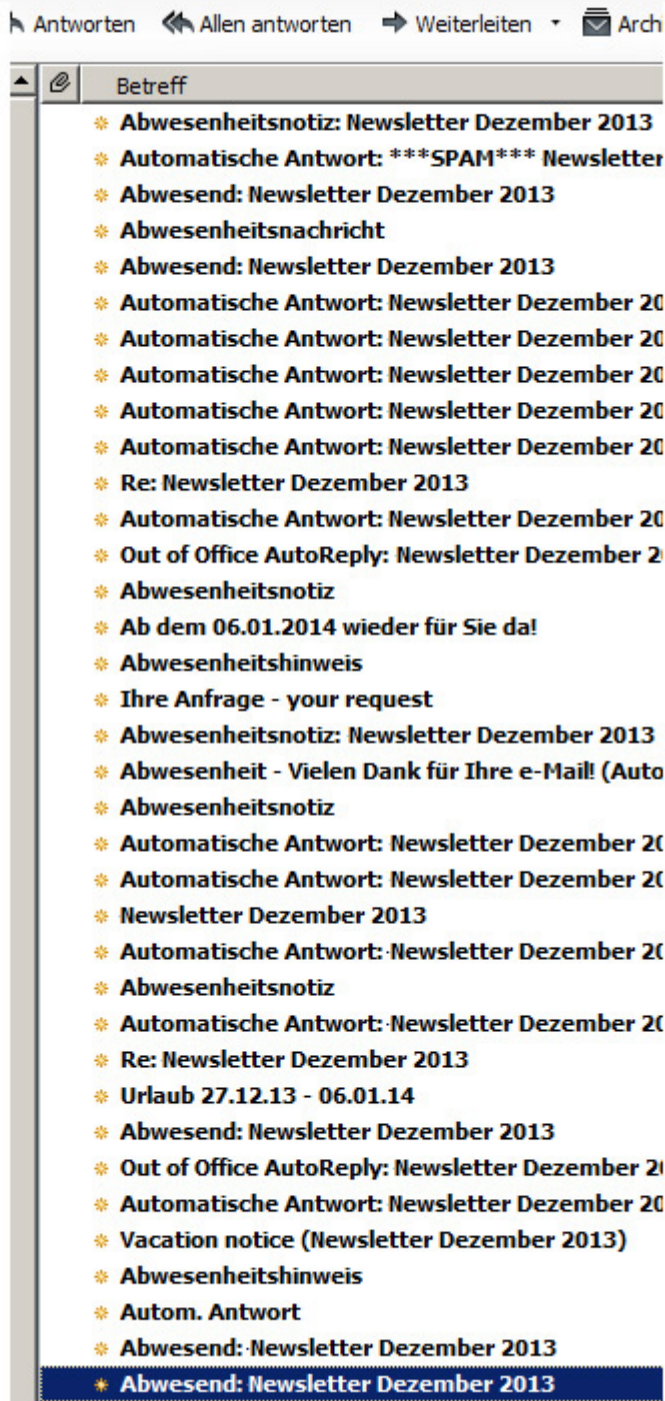 Antworten Allen antworten Weiterleiten Arch
Betreff
Abwesenheitsnotiz: Newsletter Dezember 2013
Automatische Antwort: ***SPAM*** Newsletter
Abwesend: Newsletter Dezember 2013
Abwesenheitsnachricht
Abwesend: Newsletter Dezember 2013
Automatische Antwort: Newsletter Dezember 20
Automatische Antwort: Newsletter Dezember 20
Automatische Antwort: Newsletter Dezember 20
Automatische Antwort: Newsletter Dezember 20
Automatische Antwort: Newsletter Dezember 20
Re: Newsletter Dezember 2013
Automatische Antwort: Newsletter Dezember 20
Out of Office AutoReply: Newsletter Dezember 2
Abwesenheitsnotiz
Ab dem 06.01.2014 wieder für Sie da!
Abwesenheitshinweis
Ihre Anfrage - your request
Abwesenheitsnotiz: Newsletter Dezember 2013
Abwesenheit - Vielen Dank für Ihre e-Mail! (Auto
Abwesenheitsnotiz
Automatische Antwort: Newsletter Dezember 20
Automatische Antwort: Newsletter Dezember 20
Newsletter Dezember 2013
Automatische Antwort: Newsletter Dezember 20
Abwesenheitsnotiz
Automatische Antwort: Newsletter Dezember 20
Re: Newsletter Dezember 2013
Urlaub 27.12.13 - 06.01.14
Abwesend: Newsletter Dezember 2013
Out of Office AutoReply: Newsletter Dezember 20
Automatische Antwort: Newsletter Dezember 20
Vacation notice (Newsletter Dezember 2013)
Abwesenheitshinweis
Autom. Antwort
Abwesend: Newsletter Dezember 2013
Abwesend: Newsletter Dezember 2013